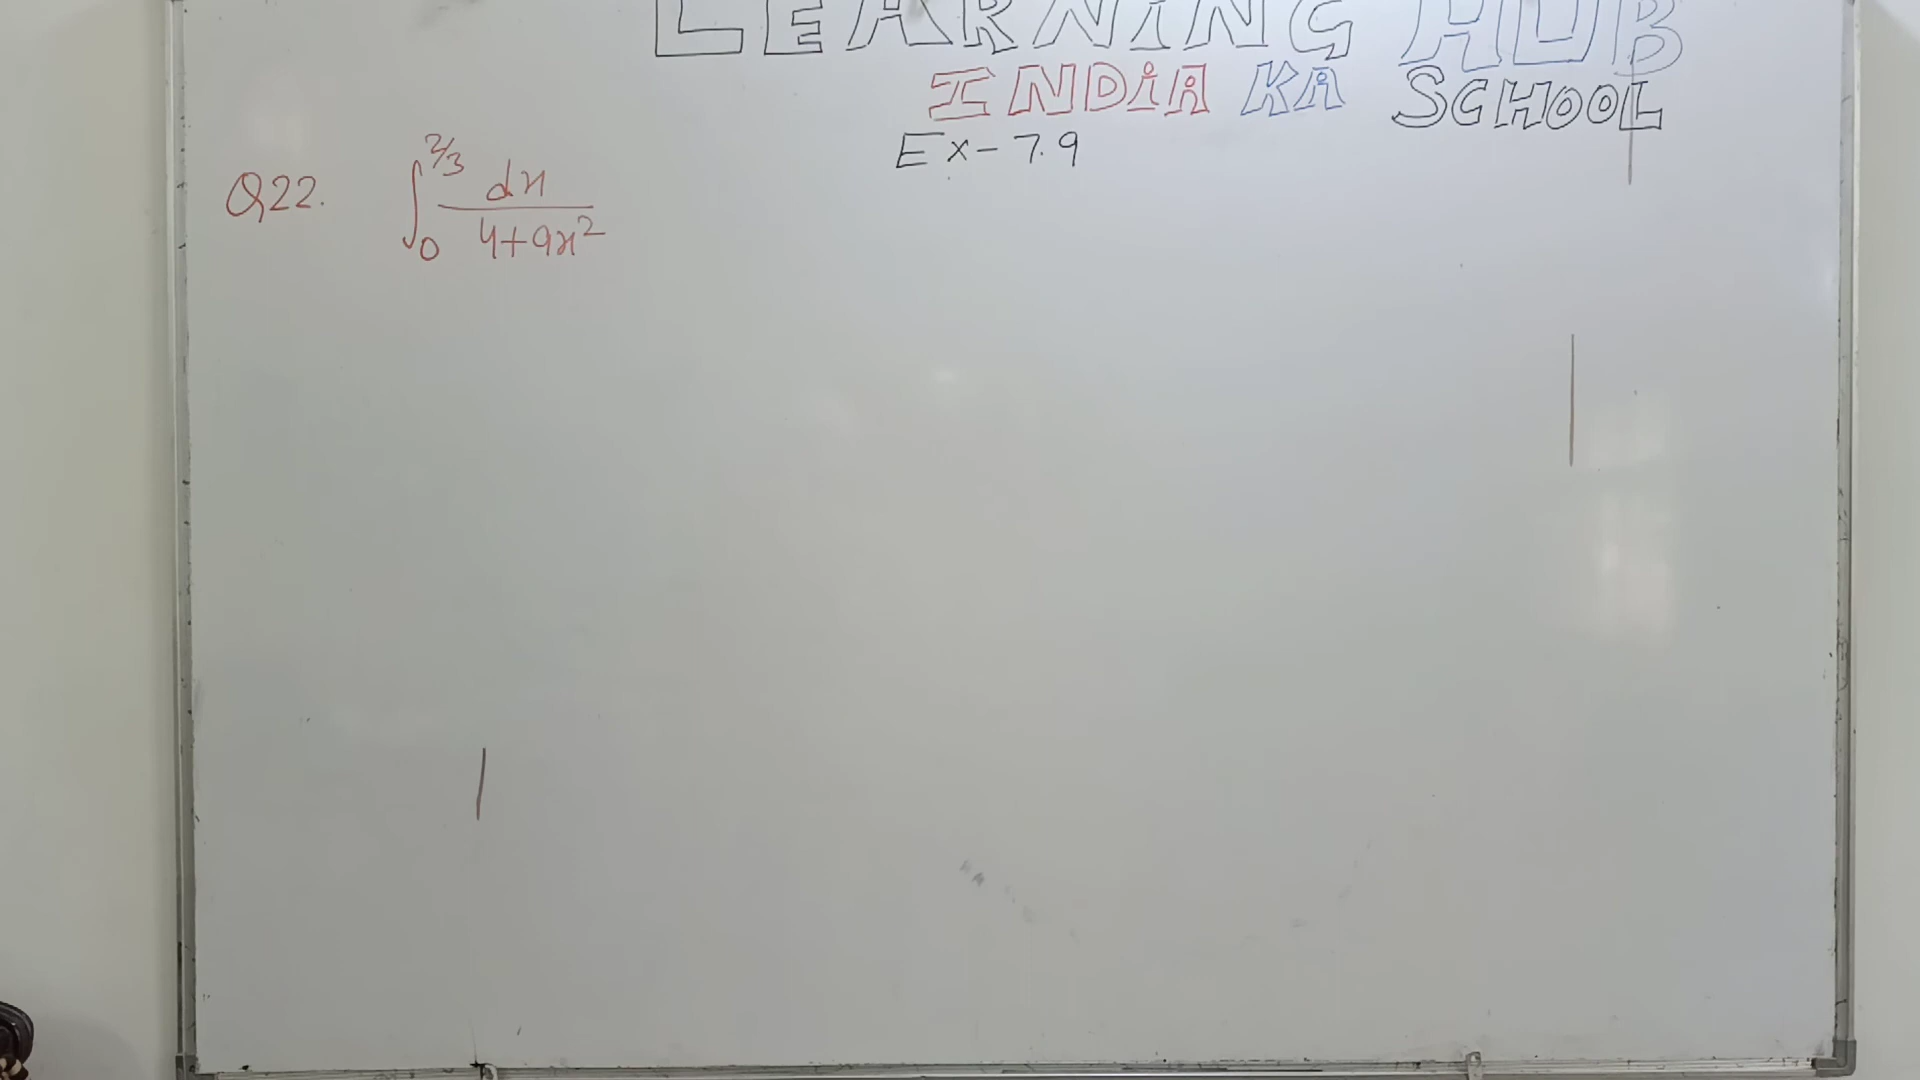 LEARNING HUB
INDIA KA SCHOOL
Ex-7.9
Q22. ∫₀^{2/3} dx/(4+9x²)